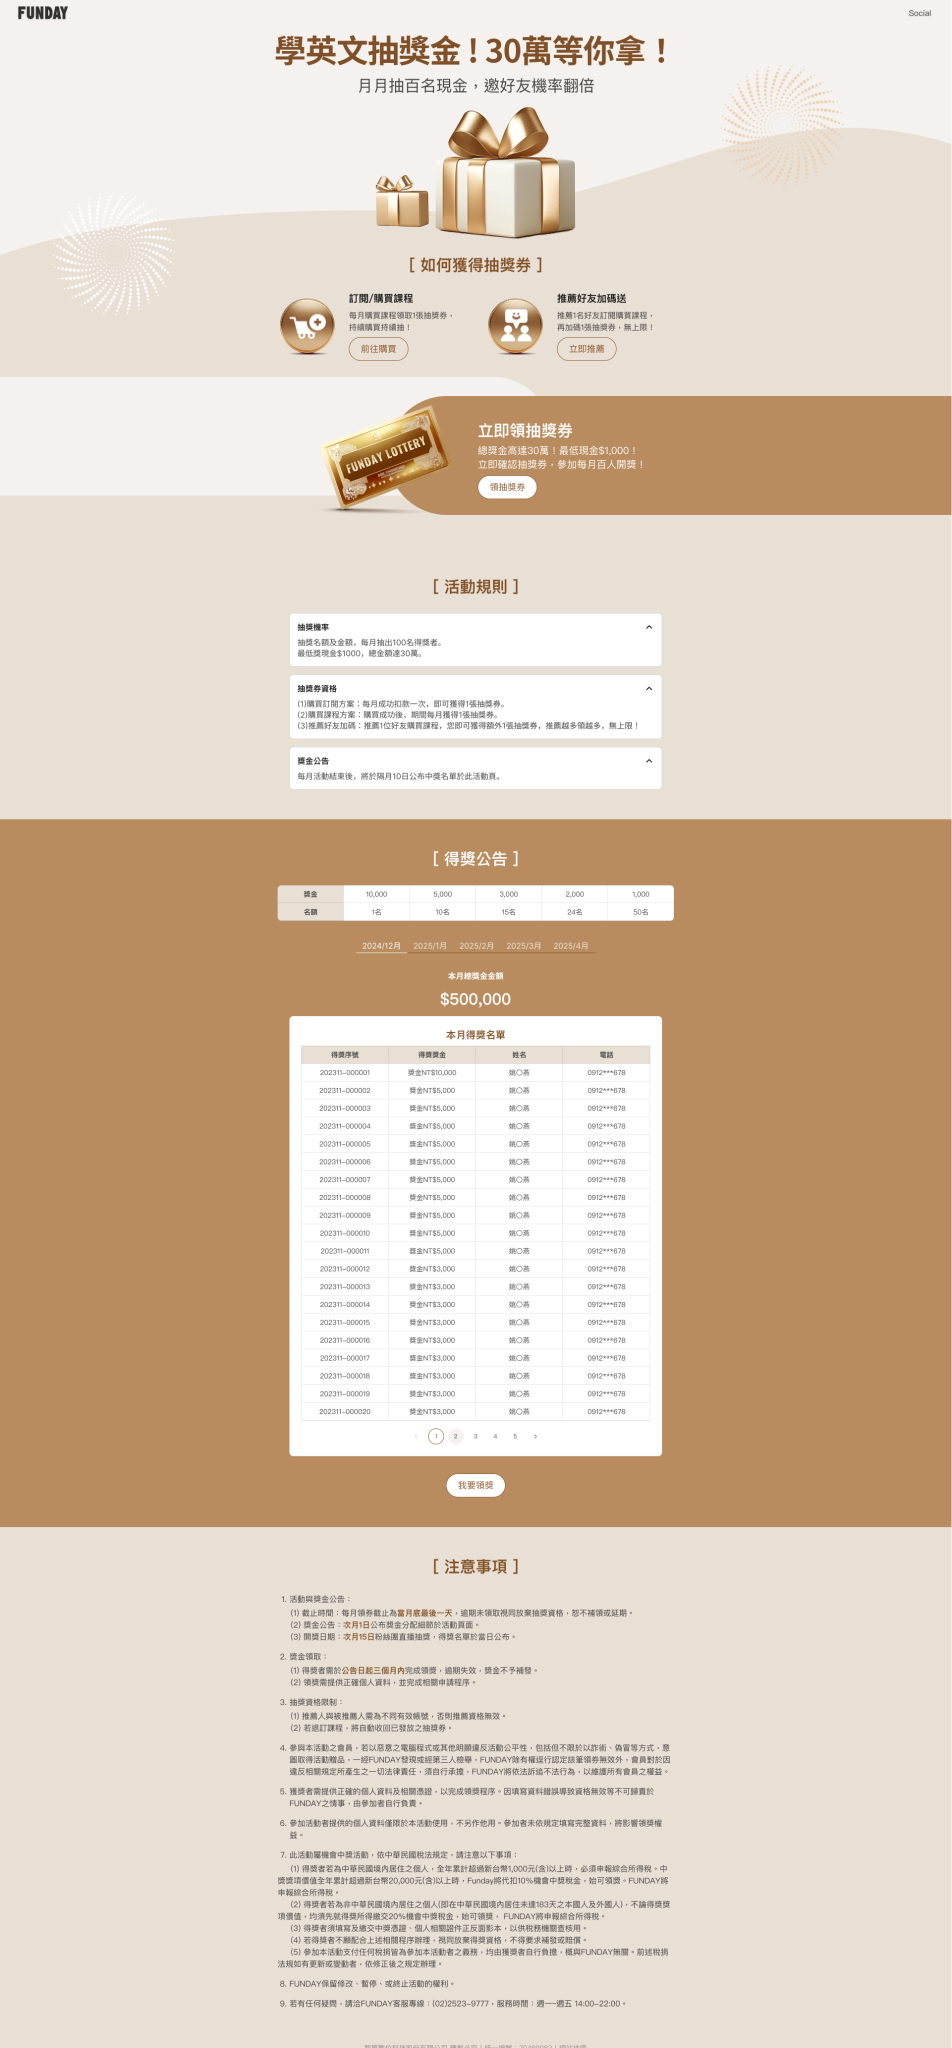 FUNDAY
Social
學英文抽獎金！30萬等你拿！
月月抽百名現金，邀好友機率翻倍
[ 如何獲得抽獎券 ]
訂閱/購買課程
每月購買課程領取1張抽獎券，
持續購買持續抽！
前往購買
推薦好友加碼送
推薦1名好友訂閱購買課程，
再加碼1張抽獎券，無上限！
立即推薦
FUNDAY LOTTERY
立即領抽獎券
總獎金高達30萬！最低現金$1,000！
立即確認抽獎券，參加每月百人開獎！
領抽獎券
[ 活動規則 ]
抽獎機率
抽獎名額及金額，每月抽出100名得獎者。
最低獎現金$1000，總金額達30萬。
抽獎券資格
(1)購買訂閱方案：每月成功扣款一次，即可獲得1張抽獎券。
(2)購買課程方案：購買成功後，期間每月獲得1張抽獎券。
(3)推薦好友加碼：推薦1位好友購買課程，您即可獲得額外1張抽獎券，推薦越多領越多，無上限！
獎金公告
每月活動結束後，將於隔月10日公布中獎名單於此活動頁。
[ 得獎公告 ]
獎金 10,000 5,000 3,000 2,000 1,000
名額 1名 10名 15名 24名 50名
2024/12月 2025/1月 2025/2月 2025/3月 2025/4月
本月總獎金金額
$500,000
本月得獎名單
得獎序號 得獎獎金 姓名 電話
202311-000001 獎金NT$10,000 姚〇燕 0912***678
202311-000002 獎金NT$5,000 姚〇燕 0912***678
202311-000003 獎金NT$5,000 姚〇燕 0912***678
202311-000004 獎金NT$5,000 姚〇燕 0912***678
202311-000005 獎金NT$5,000 姚〇燕 0912***678
202311-000006 獎金NT$5,000 姚〇燕 0912***678
202311-000007 獎金NT$5,000 姚〇燕 0912***678
202311-000008 獎金NT$5,000 姚〇燕 0912***678
202311-000009 獎金NT$5,000 姚〇燕 0912***678
202311-000010 獎金NT$5,000 姚〇燕 0912***678
202311-000011 獎金NT$5,000 姚〇燕 0912***678
202311-000012 獎金NT$3,000 姚〇燕 0912***678
202311-000013 獎金NT$3,000 姚〇燕 0912***678
202311-000014 獎金NT$3,000 姚〇燕 0912***678
202311-000015 獎金NT$3,000 姚〇燕 0912***678
202311-000016 獎金NT$3,000 姚〇燕 0912***678
202311-000017 獎金NT$3,000 姚〇燕 0912***678
202311-000018 獎金NT$3,000 姚〇燕 0912***678
202311-000019 獎金NT$3,000 姚〇燕 0912***678
202311-000020 獎金NT$3,000 姚〇燕 0912***678
‹ 1 2 3 4 5 ›
我要領獎
[ 注意事項 ]
1. 活動與獎金公告：
(1) 截止時間：每月領券截止為當月底最後一天，逾期未領取視同放棄抽獎資格，恕不補領或延期。
(2) 獎金公告：次月1日公布獎金分配細節於活動頁面。
(3) 開獎日期：次月15日粉絲團直播抽獎，得獎名單於當日公布。
2. 獎金領取：
(1) 得獎者需於公告日起三個月內完成領獎，逾期失效，獎金不予補發。
(2) 領獎需提供正確個人資料，並完成相關申請程序。
3. 抽獎資格限制：
(1) 推薦人與被推薦人需為不同有效帳號，否則推薦資格無效。
(2) 若退訂課程，將自動收回已發放之抽獎券。
4. 參與本活動之會員，若以惡意之電腦程式或其他明顯違反活動公平性，包括但不限於以詐術、偽冒等方式，意
圖取得活動贈品，一經FUNDAY發現或經第三人檢舉，FUNDAY除有權逕行認定該筆領券無效外，會員對於因
違反相關規定所產生之一切法律責任，須自行承擔，FUNDAY將依法訴追不法行為，以維護所有會員之權益。
5. 獲獎者需提供正確的個人資料及相關憑證，以完成領獎程序。因填寫資料錯誤導致資格無效等不可歸責於
FUNDAY之情事，由參加者自行負責。
6. 參加活動者提供的個人資料僅限於本活動使用，不另作他用。參加者未依規定填寫完整資料，將影響領獎權
益。
7. 此活動屬機會中獎活動，依中華民國稅法規定，請注意以下事項：
(1) 得獎者若為中華民國境內居住之個人，全年累計超過新台幣1,000元(含)以上時，必須申報綜合所得稅。中
獎獎項價值全年累計超過新台幣20,000元(含)以上時，Funday將代扣10%機會中獎稅金，始可領獎。FUNDAY將
申報綜合所得稅。
(2) 得獎者若為非中華民國境內居住之個人(即在中華民國境內居住未達183天之本國人及外國人)，不論得獎獎
項價值，均須先就得獎所得繳交20%機會中獎稅金，始可領獎， FUNDAY將申報綜合所得稅。
(3) 得獎者須填寫及繳交中獎憑證、個人相關證件正反面影本，以供稅務機關查核用。
(4) 若得獎者不願配合上述相關程序辦理，視同放棄得獎資格，不得要求補發或賠償。
(5) 參加本活動支付任何稅捐皆為參加本活動者之義務，均由獲獎者自行負擔，概與FUNDAY無關。前述稅捐
法規如有更新或變動者，依修正後之規定辦理。
8. FUNDAY保留修改、暫停、或終止活動的權利。
9. 若有任何疑問，請洽FUNDAY客服專線：(02)2523-9777，服務時間：週一~週五 14:00-22:00。